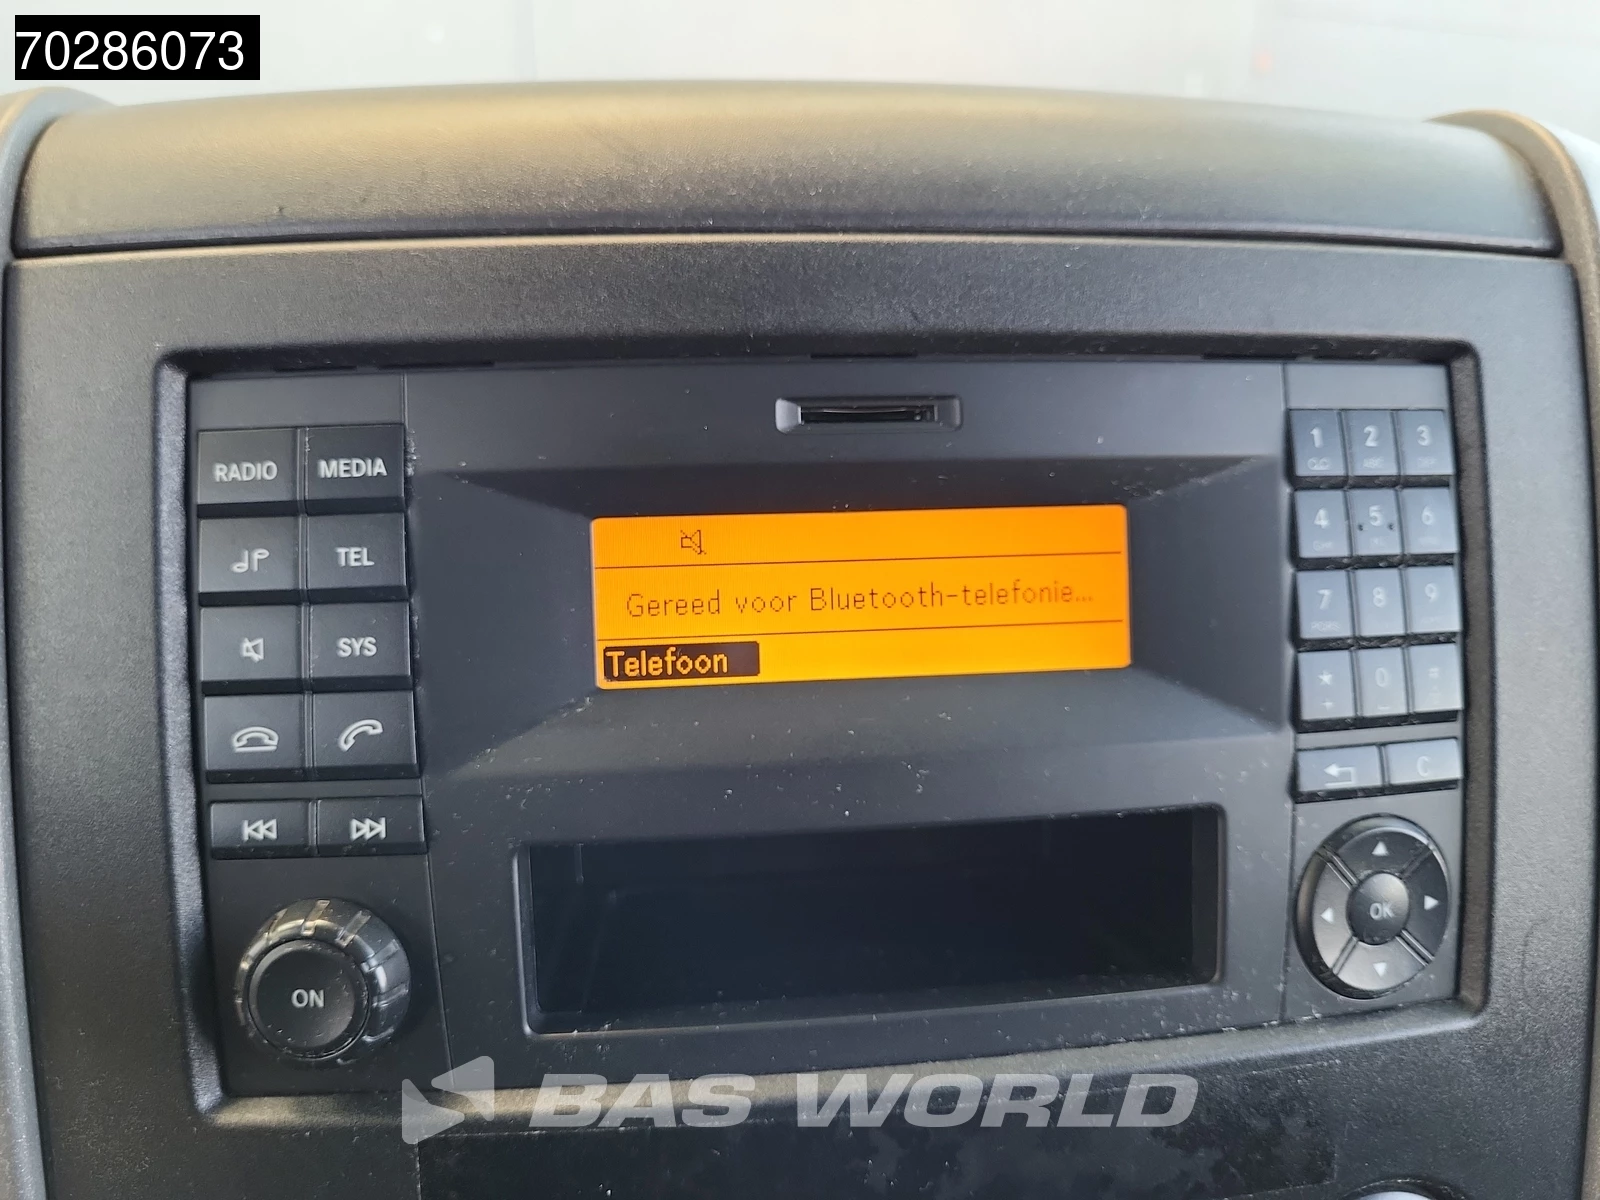 70286073
RADIO MEDIA
TEL
SYS
ON
Gereed voor Bluetooth-telefonie...
Telefoon
1 2 3
4 5 6
7 8 9
* 0 #
+
C
OK
BAS WORLD